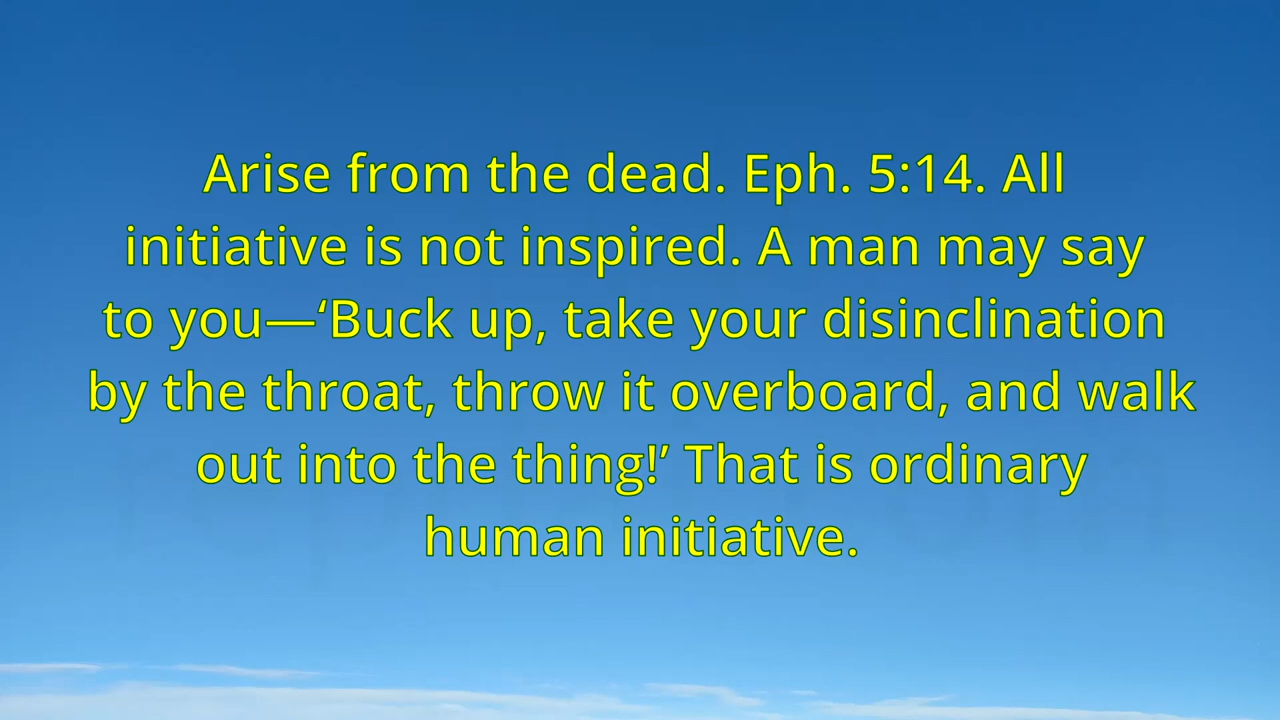 Arise from the dead. Eph. 5:14. All
initiative is not inspired. A man may say
to you—‘Buck up, take your disinclination
by the throat, throw it overboard, and walk
out into the thing!’ That is ordinary
human initiative.